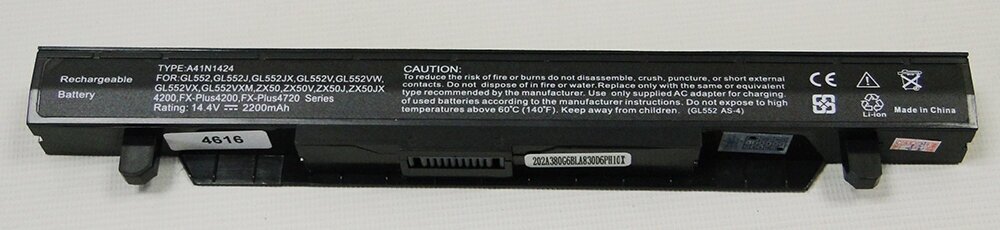 Rechargeable
Battery
TYPE:A41N1424
FOR:GL552,GL552J,GL552JX,GL552V,GL552VW,
GL552VX,GL552VXM,ZX50,ZX50V,ZX50J,ZX50JX
4200,FX-Plus4200,FX-Plus4720 Series
RATING: 14.4V 2200mAh
CAUTION:
To reduce the risk of fire or burns do not disassemble, crush, puncture, or short external
contacts. Do not dispose of in fire or water.Replace only with same battery or type
recommended by the manufacturer. Use only supplied AC adapter for charging.
of used batteries according to the manufacturers instructions. Do not expose to high
temperatures above 60℃ (140℉). Keep away from children. (GL552 AS-4)
CE FC
Li-ion
Made in China
4616
202A380G6BLA830D6PH10X